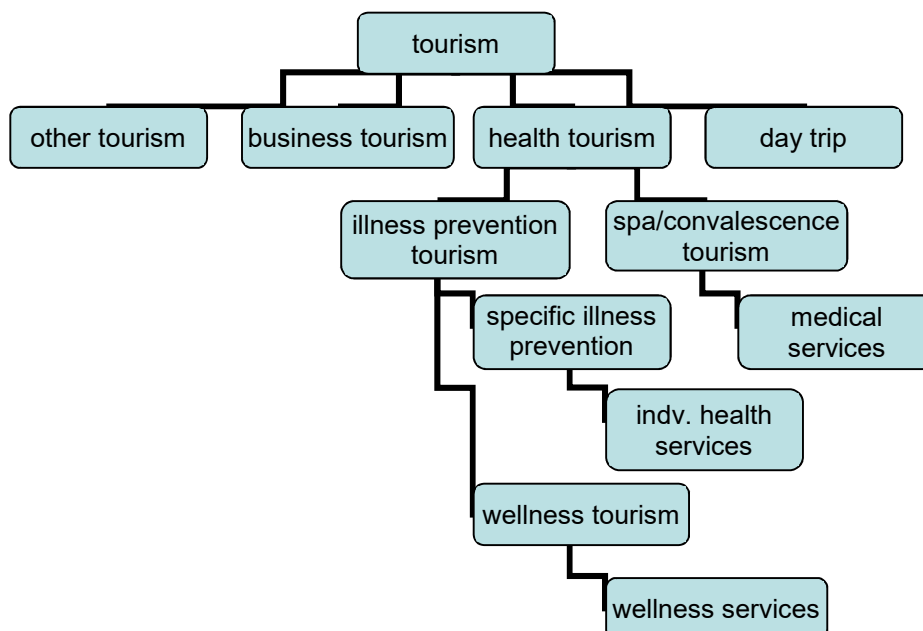 tourism
other tourism
business tourism
health tourism
day trip
illness prevention
tourism
spa/convalescence
tourism
specific illness
prevention
medical
services
indv. health
services
wellness tourism
wellness services